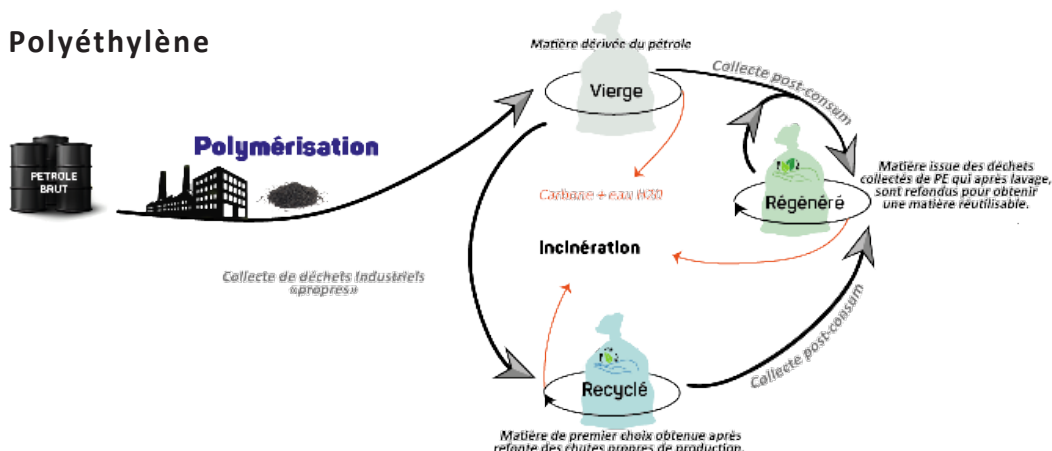 Polyéthylène
Matière dérivée du pétrole
Collecte post-consum
Vierge
Polymérisation
PETROLE
BRUT
Matière issue des déchets
collectés de PE qui après lavage,
sont refondus pour obtenir
une matière réutilisable.
Régénéré
Carbone + eau H2O
Incinération
Collecte de déchets industriels
«propres»
Collecte post-consum
Recyclé
Matière de premier choix obtenue après
refonte des chutes propres de production.